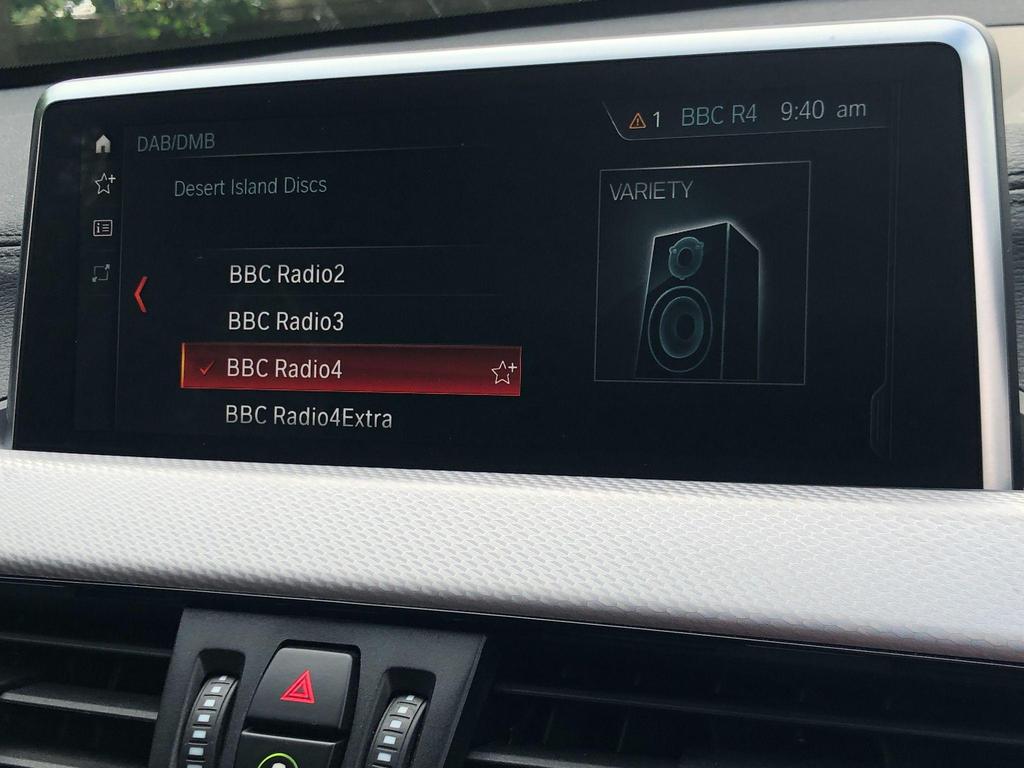 DAB/DMB
1 BBC R4 9:40 am
Desert Island Discs
VARIETY
BBC Radio2
BBC Radio3
BBC Radio4
BBC Radio4Extra